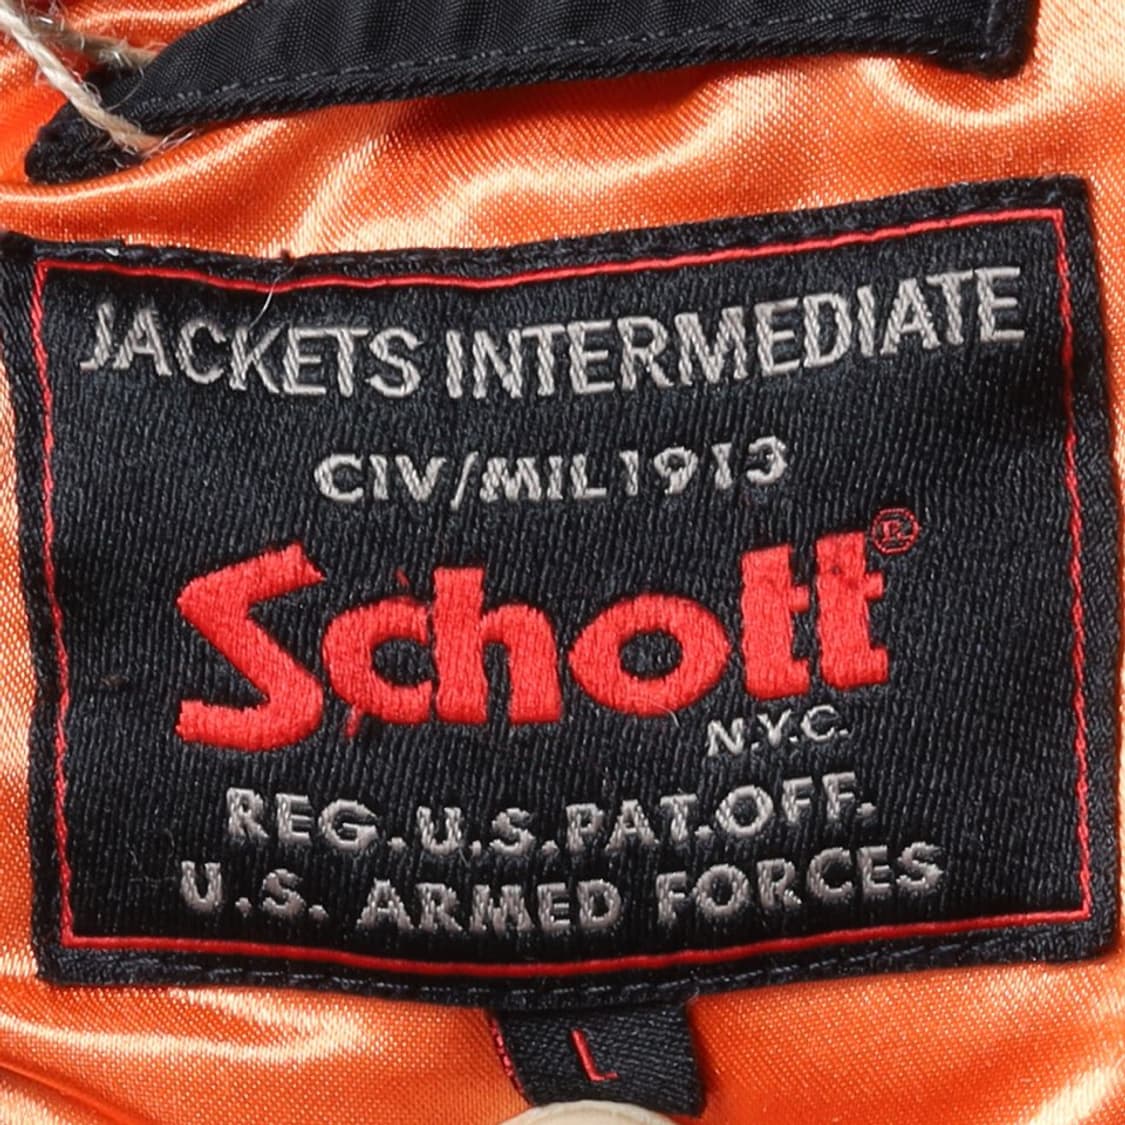 JACKETS INTERMEDIATE
CIV/MIL1913
Schott®
N.Y.C.
REG.U.S.PAT.OFF.
U.S. ARMED FORCES
L